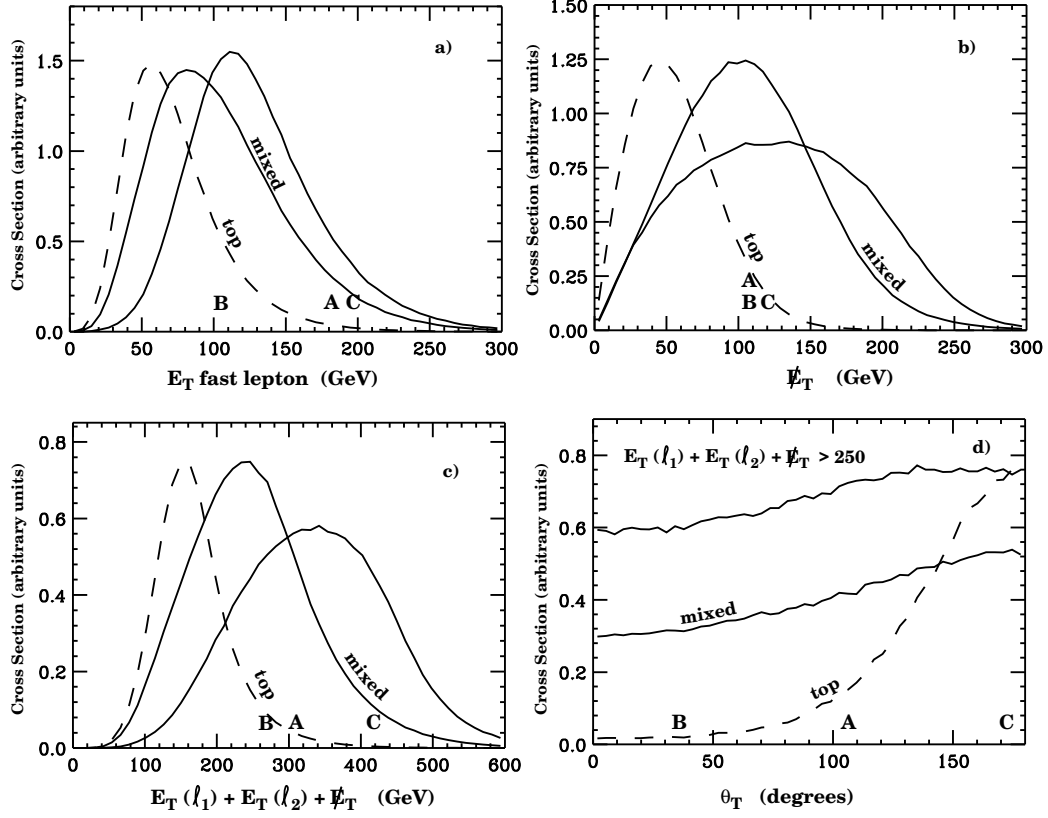 a)
Cross Section (arbitrary units)
1.5
1.0
0.5
0.0
mixed
top
B
A C
0 50 100 150 200 250 300
E_T fast lepton (GeV)
b)
Cross Section (arbitrary units)
1.50
1.25
1.00
0.75
0.50
0.25
0.00
top
mixed
A
B C
0 50 100 150 200 250 300
E̸_T (GeV)
c)
Cross Section (arbitrary units)
0.8
0.6
0.4
0.2
0.0
top
mixed
B A C
0 100 200 300 400 500 600
E_T (ℓ_1) + E_T (ℓ_2) + E̸_T (GeV)
d)
E_T (ℓ_1) + E_T (ℓ_2) + E̸_T > 250
Cross Section (arbitrary units)
0.8
0.6
0.4
0.2
0.0
mixed
top
B A C
0 50 100 150
θ_T (degrees)